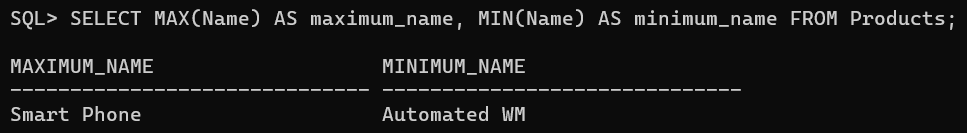 SQL> SELECT MAX(Name) AS maximum_name, MIN(Name) AS minimum_name FROM Products;
MAXIMUM_NAME                   MINIMUM_NAME
------------------------------ ------------------------------
Smart Phone                    Automated WM